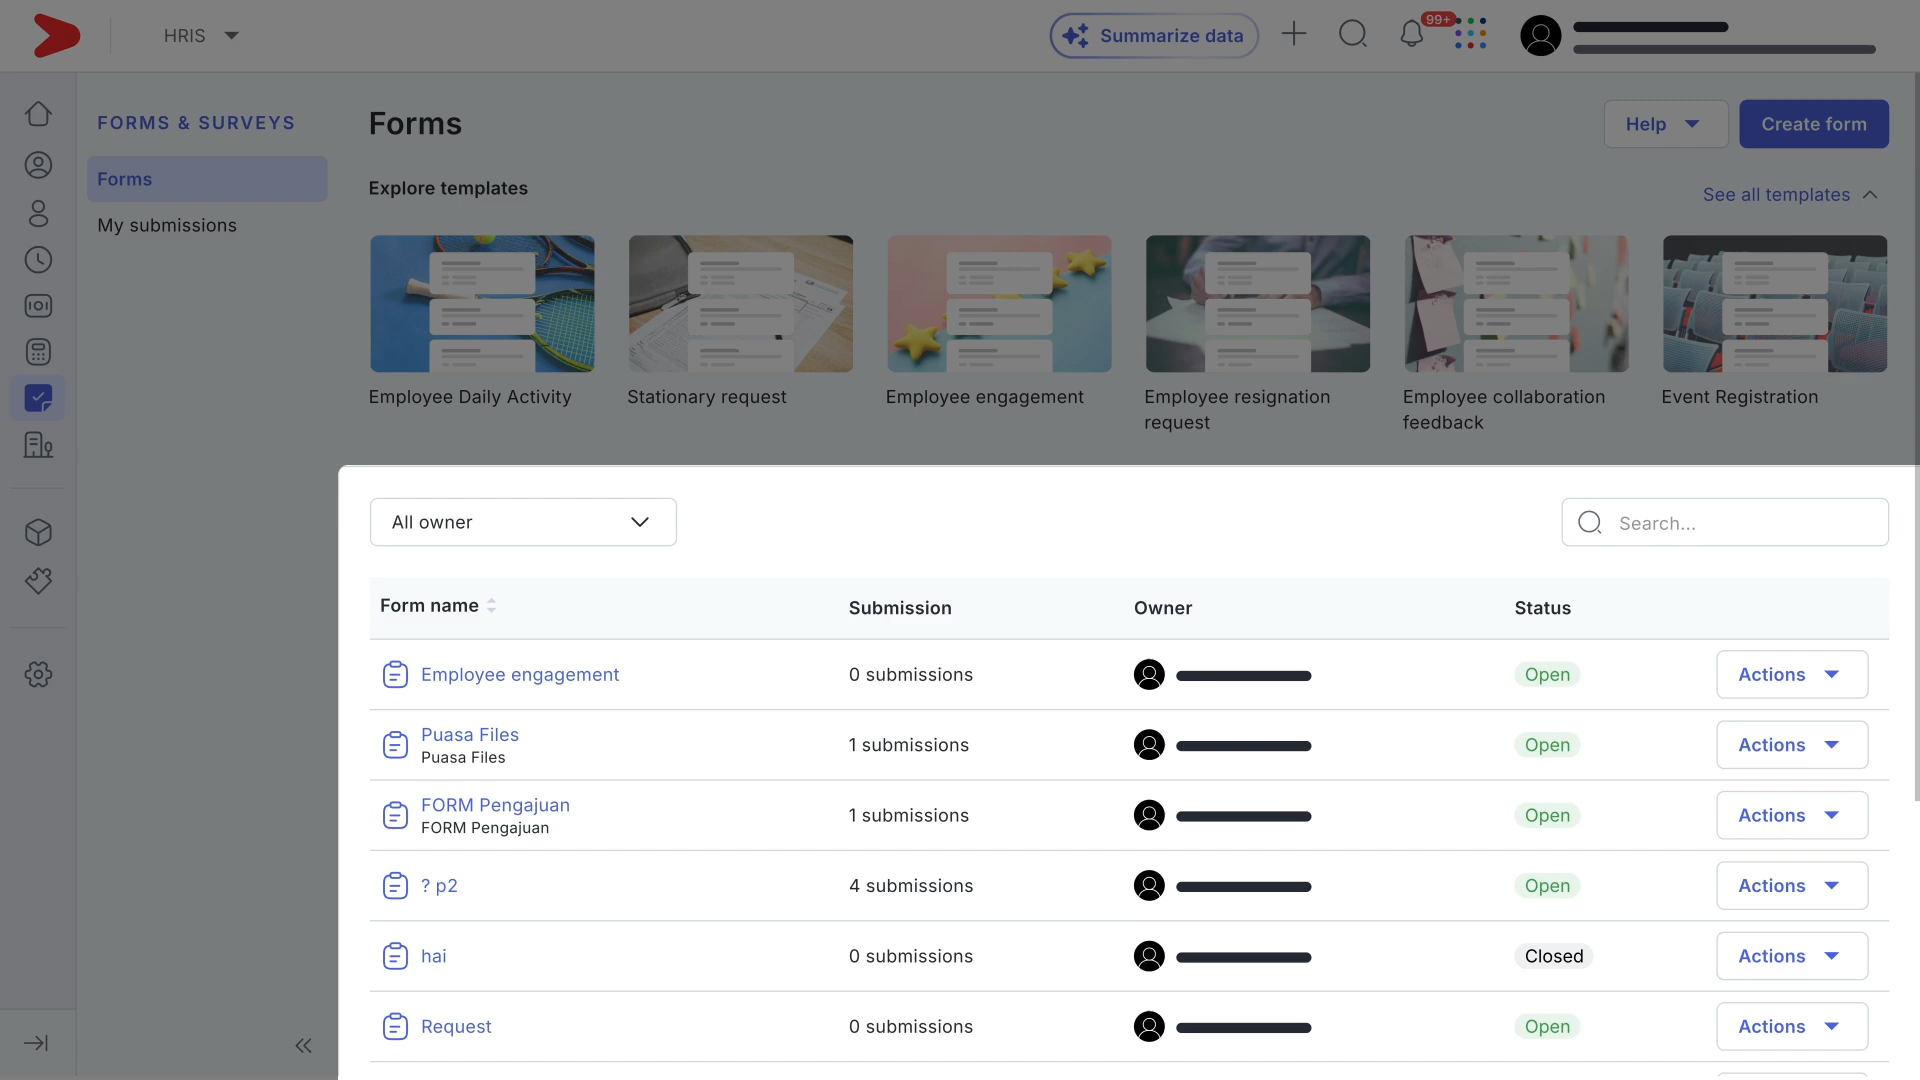 HRIS
Summarize data
99+
FORMS & SURVEYS
Forms
My submissions
Forms
Help
Create form
Explore templates
See all templates
Employee Daily Activity
Stationary request
Employee engagement
Employee resignation
request
Employee collaboration
feedback
Event Registration
All owner
Search...
Form name
Submission
Owner
Status
Employee engagement
0 submissions
Open
Actions
Puasa Files
Puasa Files
1 submissions
Open
Actions
FORM Pengajuan
FORM Pengajuan
1 submissions
Open
Actions
? p2
4 submissions
Open
Actions
hai
0 submissions
Closed
Actions
Request
0 submissions
Open
Actions